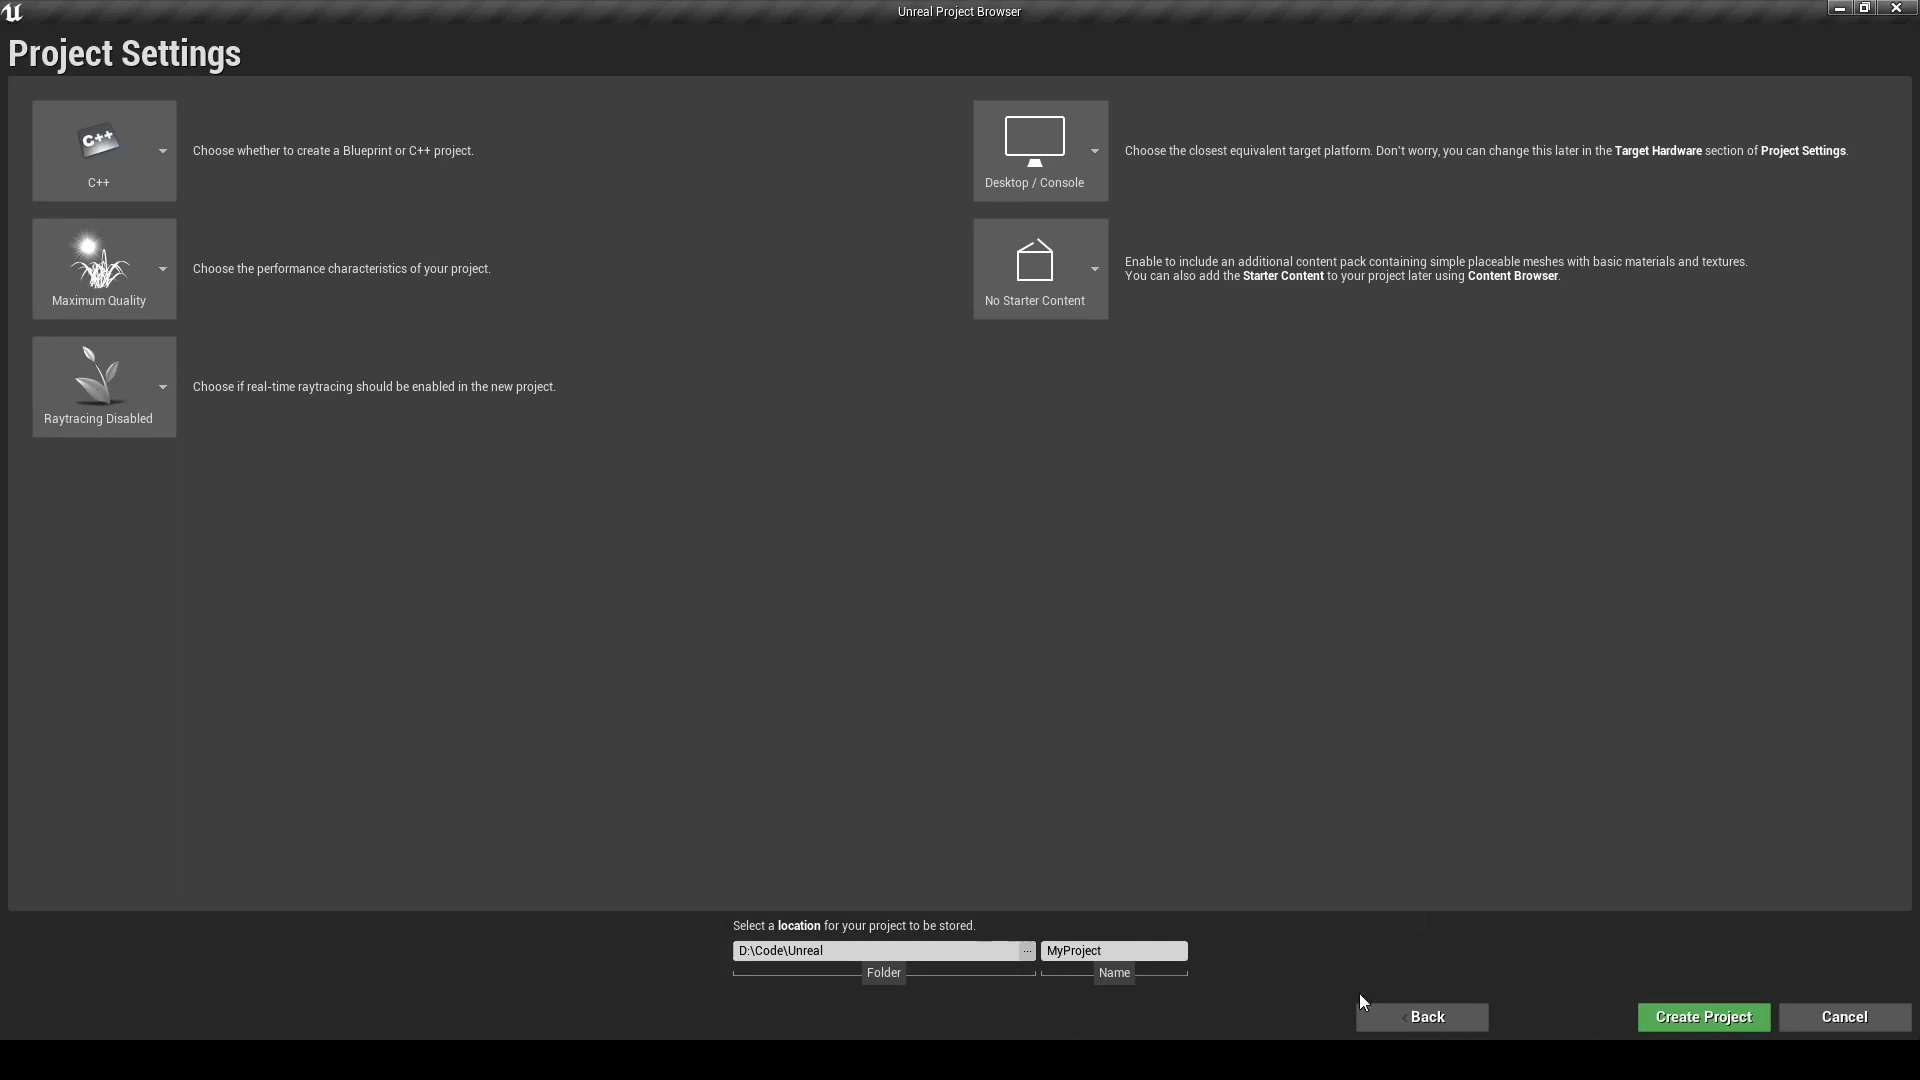 Unreal Project Browser
Project Settings
C++
C++
Choose whether to create a Blueprint or C++ project.
Desktop / Console
Choose the closest equivalent target platform. Don't worry, you can change this later in the Target Hardware section of Project Settings.
Maximum Quality
Choose the performance characteristics of your project.
No Starter Content
Enable to include an additional content pack containing simple placeable meshes with basic materials and textures.
You can also add the Starter Content to your project later using Content Browser.
Raytracing Disabled
Choose if real-time raytracing should be enabled in the new project.
Select a location for your project to be stored.
D:\Code\Unreal
...
MyProject
Folder
Name
< Back
Create Project
Cancel